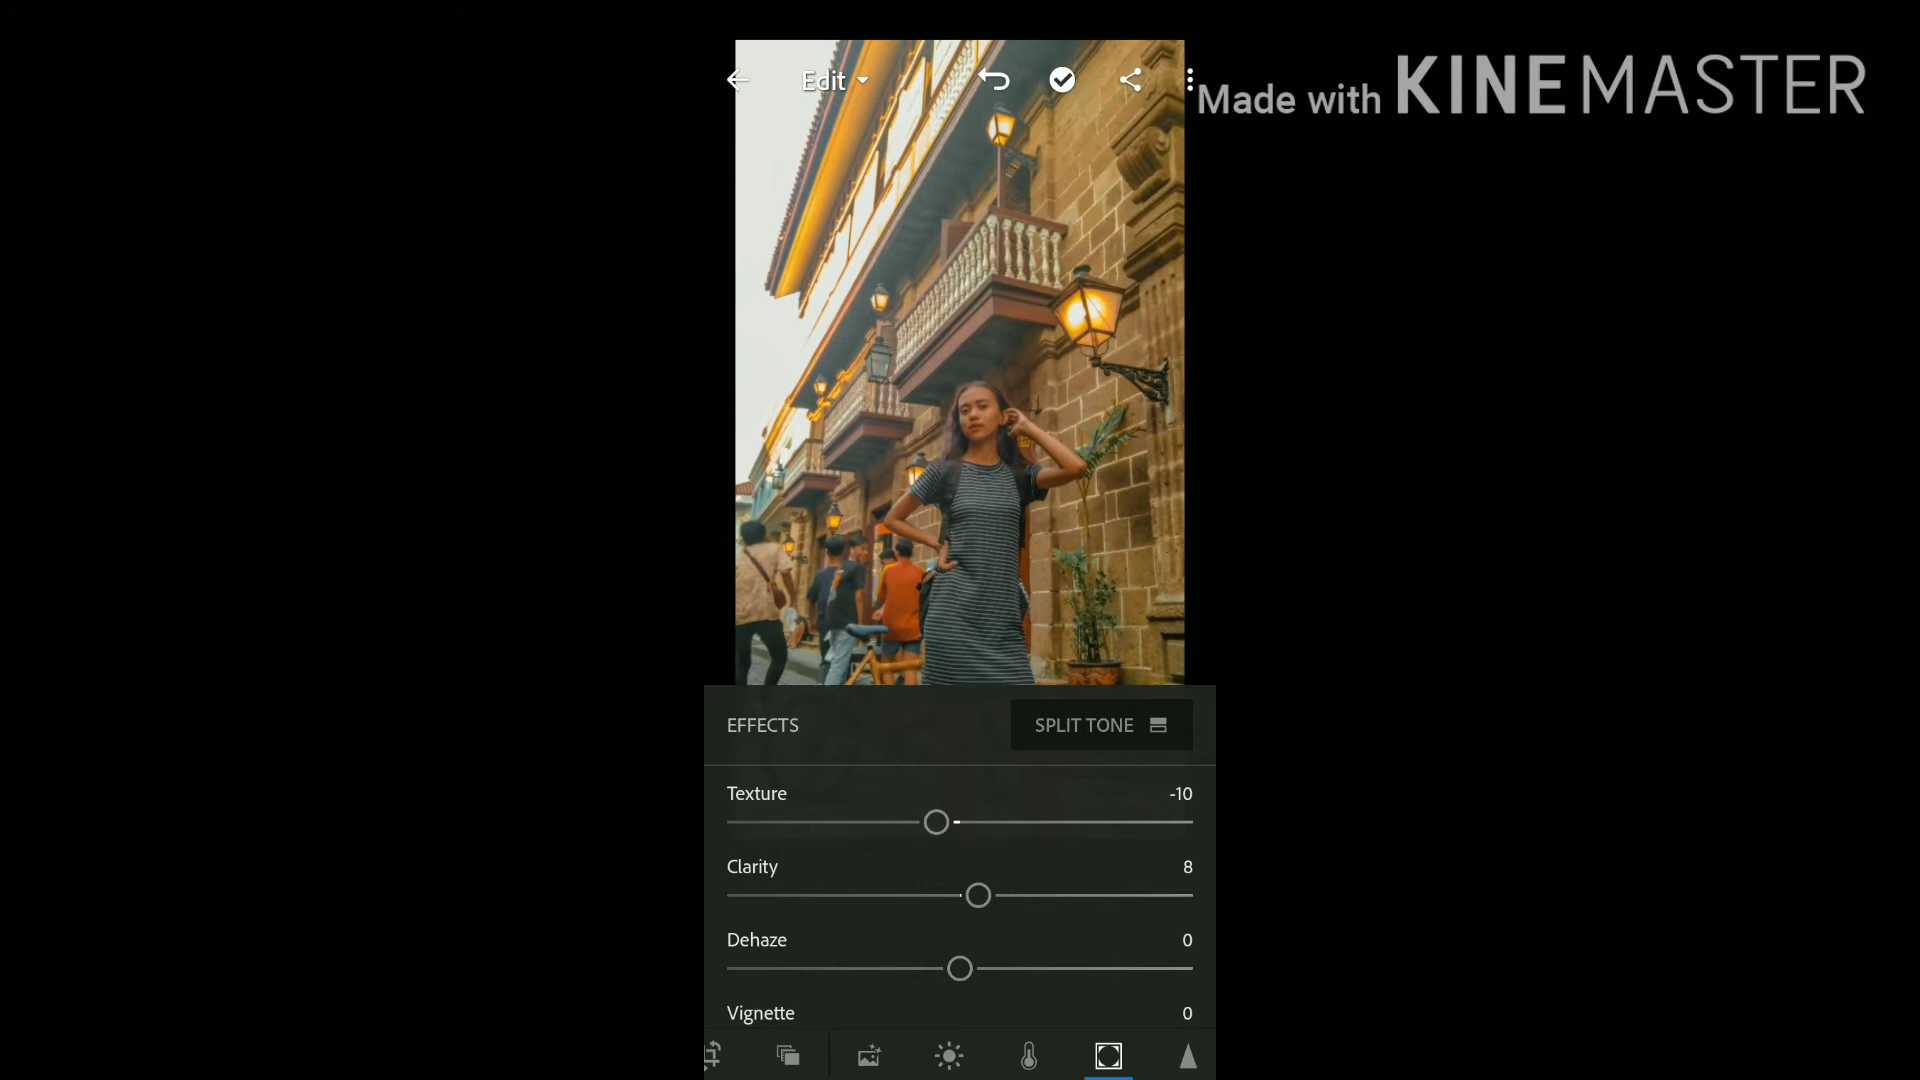 Edit
Made with KINEMASTER
EFFECTS
SPLIT TONE
Texture -10
Clarity 8
Dehaze 0
Vignette 0